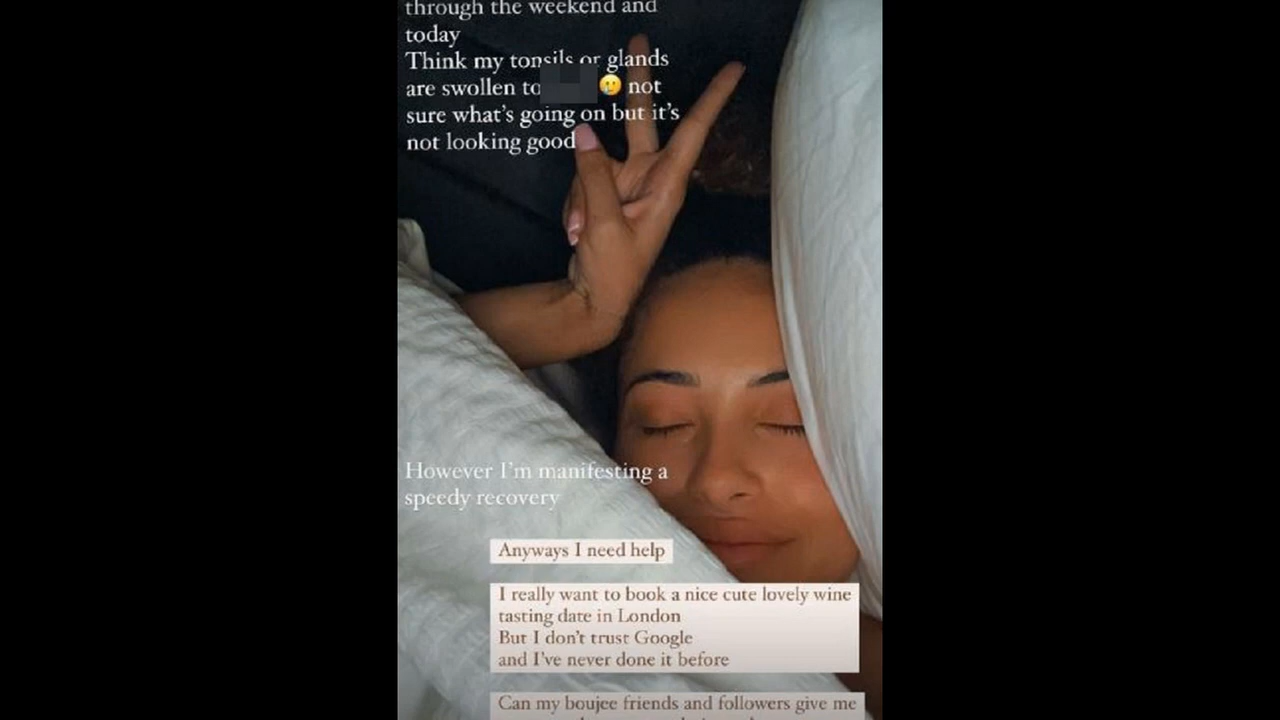 through the weekend and
today
Think my tonsils or glands
are swollen to 🥲 not
sure what's going on but it's
not looking good
However I'm manifesting a
speedy recovery
Anyways I need help
I really want to book a nice cute lovely wine
tasting date in London
But I don't trust Google
and I've never done it before
Can my boujee friends and followers give me